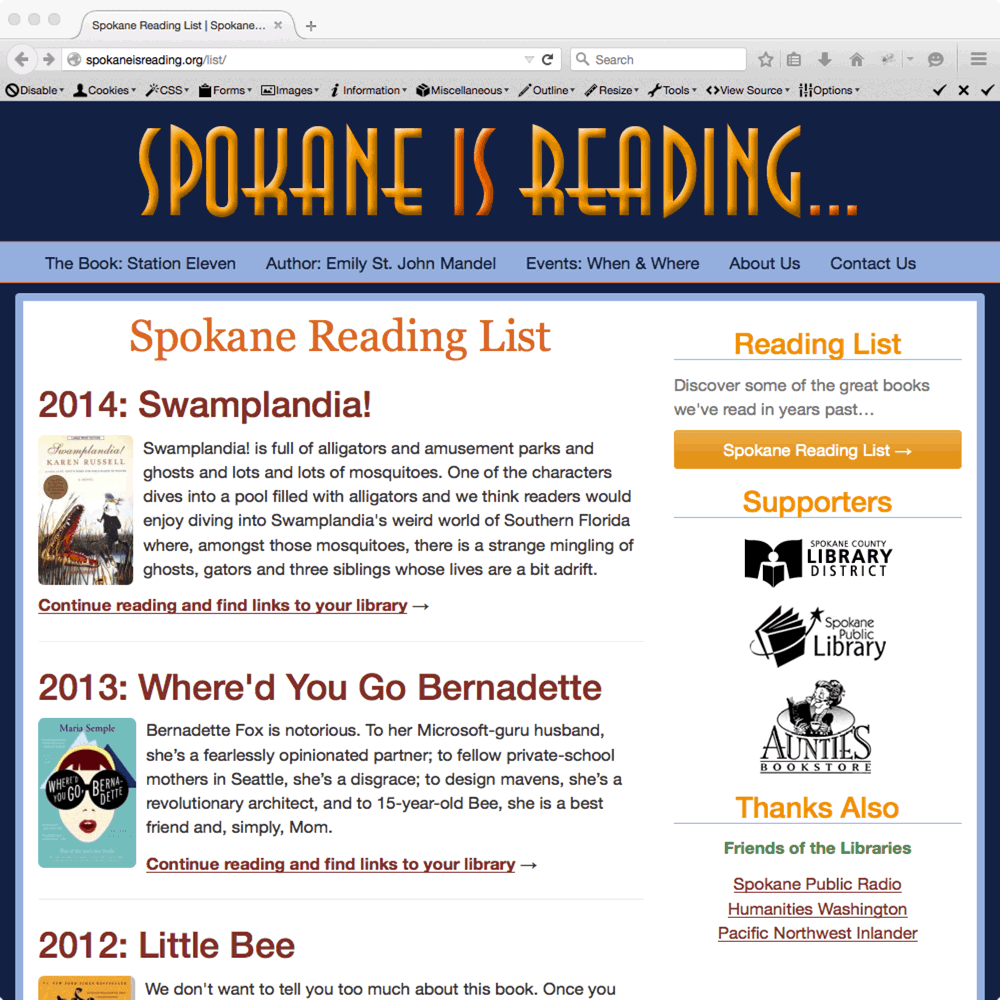 Spokane Reading List | Spokane...
spokaneisreading.org/list/
Search
Disable
Cookies
CSS
Forms
Images
Information
Miscellaneous
Outline
Resize
Tools
View Source
Options
SPOKANE IS READING...
The Book: Station Eleven
Author: Emily St. John Mandel
Events: When & Where
About Us
Contact Us
Spokane Reading List
2014: Swamplandia!
Swamplandia!
KAREN RUSSELL
Swamplandia! is full of alligators and amusement parks and
ghosts and lots and lots of mosquitoes. One of the characters
dives into a pool filled with alligators and we think readers would
enjoy diving into Swamplandia's weird world of Southern Florida
where, amongst those mosquitoes, there is a strange mingling of
ghosts, gators and three siblings whose lives are a bit adrift.
Continue reading and find links to your library →
2013: Where'd You Go Bernadette
Maria Semple
WHERE'D
YOU GO,
BERNA-
DETTE
Bernadette Fox is notorious. To her Microsoft-guru husband,
she’s a fearlessly opinionated partner; to fellow private-school
mothers in Seattle, she’s a disgrace; to design mavens, she’s a
revolutionary architect, and to 15-year-old Bee, she is a best
friend and, simply, Mom.
Continue reading and find links to your library →
2012: Little Bee
We don't want to tell you too much about this book. Once you
Reading List
Discover some of the great books
we've read in years past…
Spokane Reading List →
Supporters
SPOKANE COUNTY
LIBRARY
DISTRICT
Spokane
Public
Library
AUNTIES
BOOKSTORE
Thanks Also
Friends of the Libraries
Spokane Public Radio
Humanities Washington
Pacific Northwest Inlander